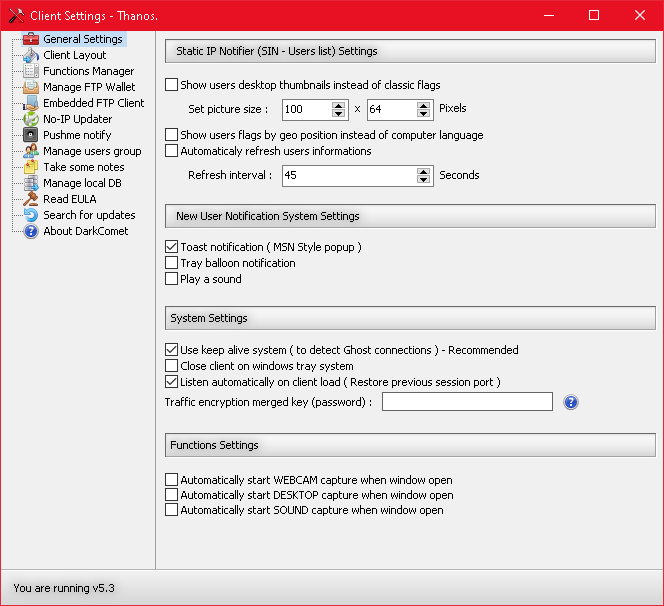 Client Settings - Thanos.
General Settings
Client Layout
Functions Manager
Manage FTP Wallet
Embedded FTP Client
No-IP Updater
Pushme notify
Manage users group
Take some notes
Manage local DB
Read EULA
Search for updates
About DarkComet
Static IP Notifier (SIN - Users list) Settings
Show users desktop thumbnails instead of classic flags
Set picture size : 100 x 64 Pixels
Show users flags by geo position instead of computer language
Automaticaly refresh users informations
Refresh interval : 45 Seconds
New User Notification System Settings
Toast notification ( MSN Style popup )
Tray balloon notification
Play a sound
System Settings
Use keep alive system ( to detect Ghost connections ) - Recommended
Close client on windows tray system
Listen automatically on client load ( Restore previous session port )
Traffic encryption merged key (password) :
Functions Settings
Automatically start WEBCAM capture when window open
Automatically start DESKTOP capture when window open
Automatically start SOUND capture when window open
You are running v5.3